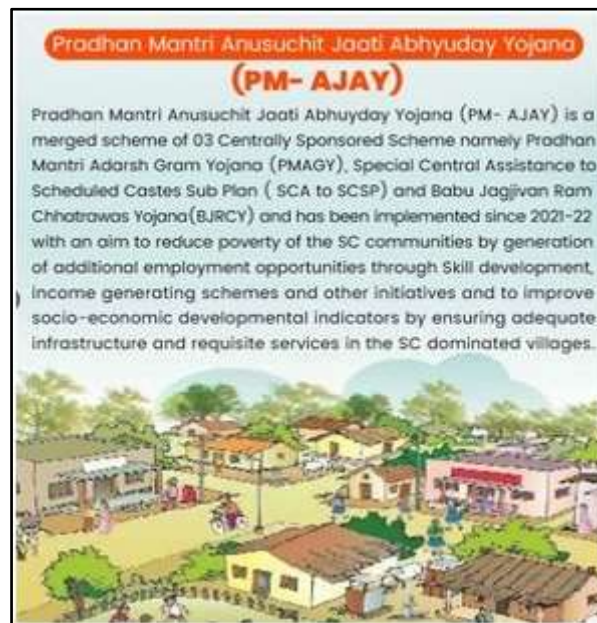 Pradhan Mantri Anusuchit Jaati Abhyuday Yojana
(PM- AJAY)
Pradhan Mantri Anusuchit Jaati Abhuyday Yojana (PM- AJAY) is a
merged scheme of 03 Centrally Sponsored Scheme namely Pradhan
Mantri Adarsh Gram Yojana (PMAGY), Special Central Assistance to
Scheduled Castes Sub Plan ( SCA to SCSP) and Babu Jagjivan Ram
Chhatrawas Yojana(BJRCY) and has been implemented since 2021-22
with an aim to reduce poverty of the SC communities by generation
of additional employment opportunities through Skill development,
income generating schemes and other initiatives and to improve
socio-economic developmental indicators by ensuring adequate
infrastructure and requisite services in the SC dominated villages.